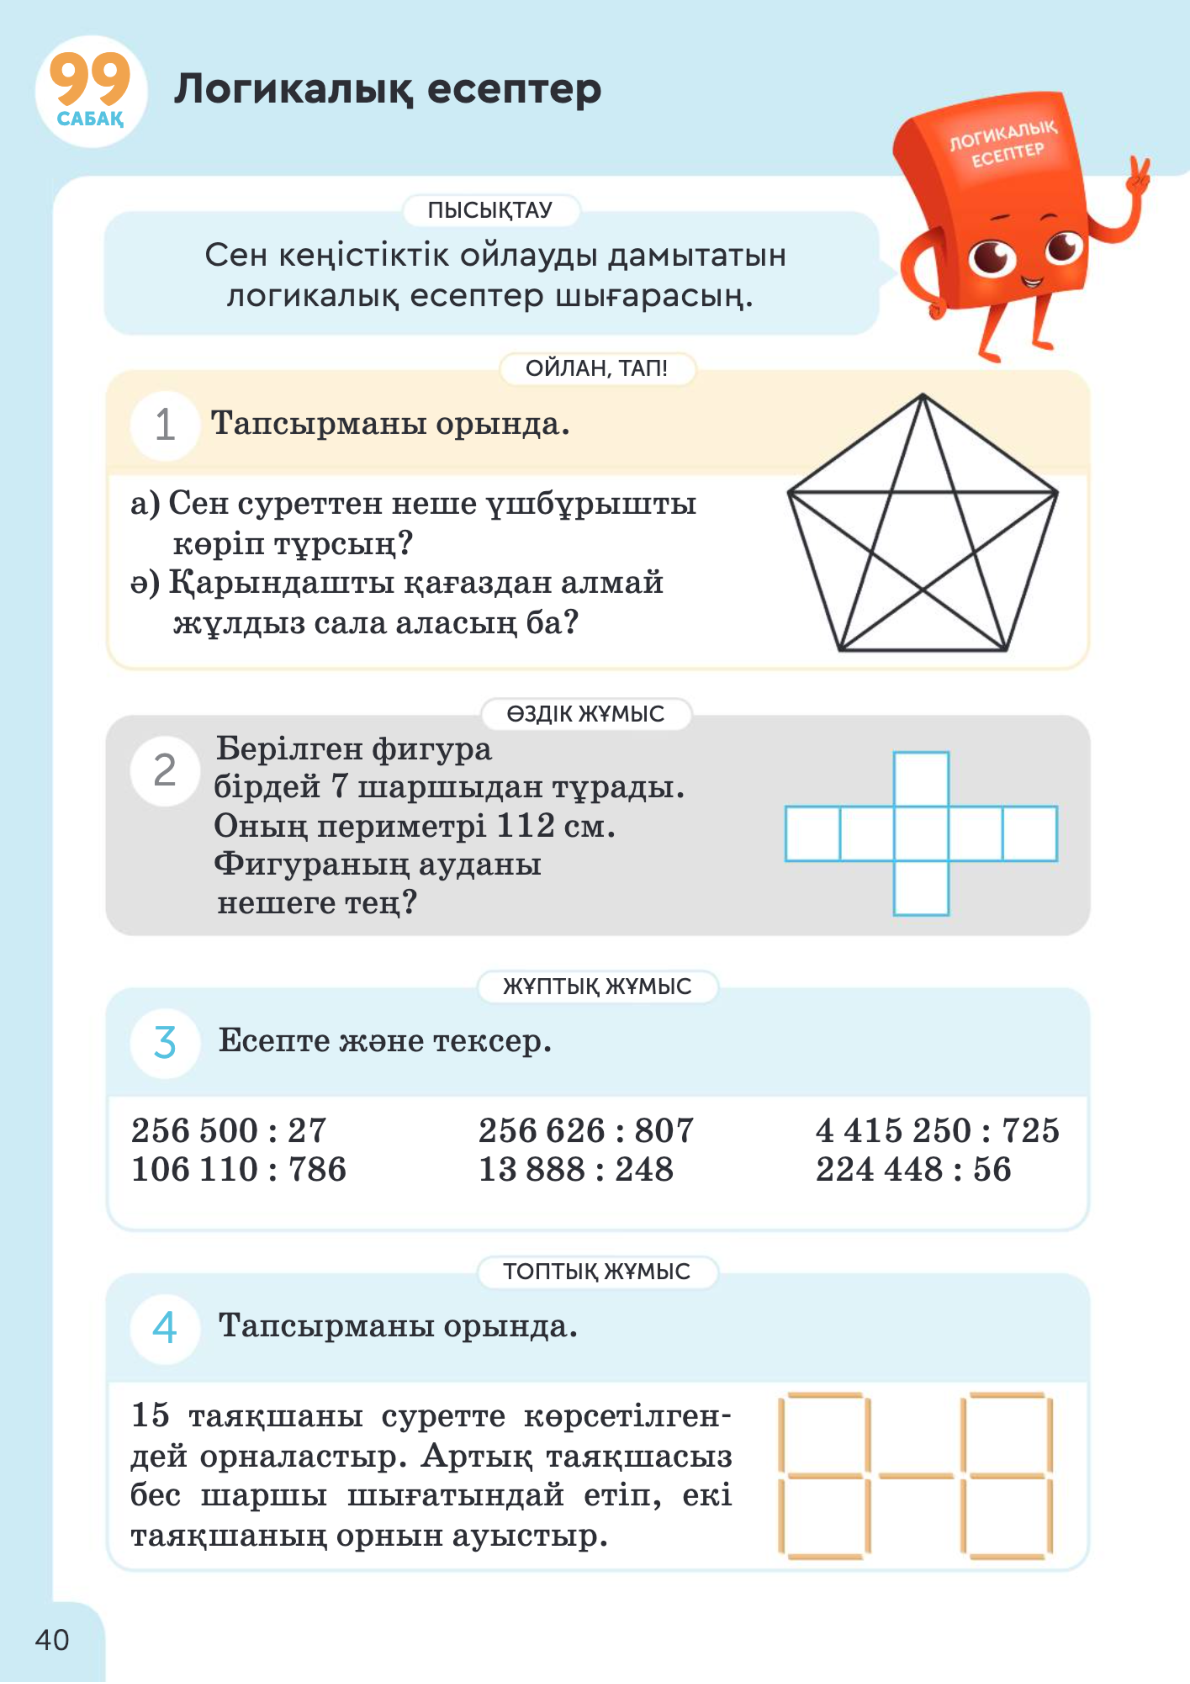 99
САБАҚ
Логикалық есептер
ЛОГИКАЛЫҚ
ЕСЕПТЕР
ПЫСЫҚТАУ
Сен кеңістіктік ойлауды дамытатын
логикалық есептер шығарасың.
ОЙЛАН, ТАП!
1 Тапсырманы орында.
а) Сен суреттен неше үшбұрышты
көріп тұрсың?
ә) Қарындашты қағаздан алмай
жұлдыз сала аласың ба?
ӨЗДІК ЖҰМЫС
2 Берілген фигура
бірдей 7 шаршыдан тұрады.
Оның периметрі 112 см.
Фигураның ауданы
нешеге тең?
ЖҰПТЫҚ ЖҰМЫС
3 Есепте және тексер.
256 500 : 27 256 626 : 807 4 415 250 : 725
106 110 : 786 13 888 : 248 224 448 : 56
ТОПТЫҚ ЖҰМЫС
4 Тапсырманы орында.
15 таяқшаны суретте көрсетілген-
дей орналастыр. Артық таяқшасыз
бес шаршы шығатындай етіп, екі
таяқшаның орнын ауыстыр.
40